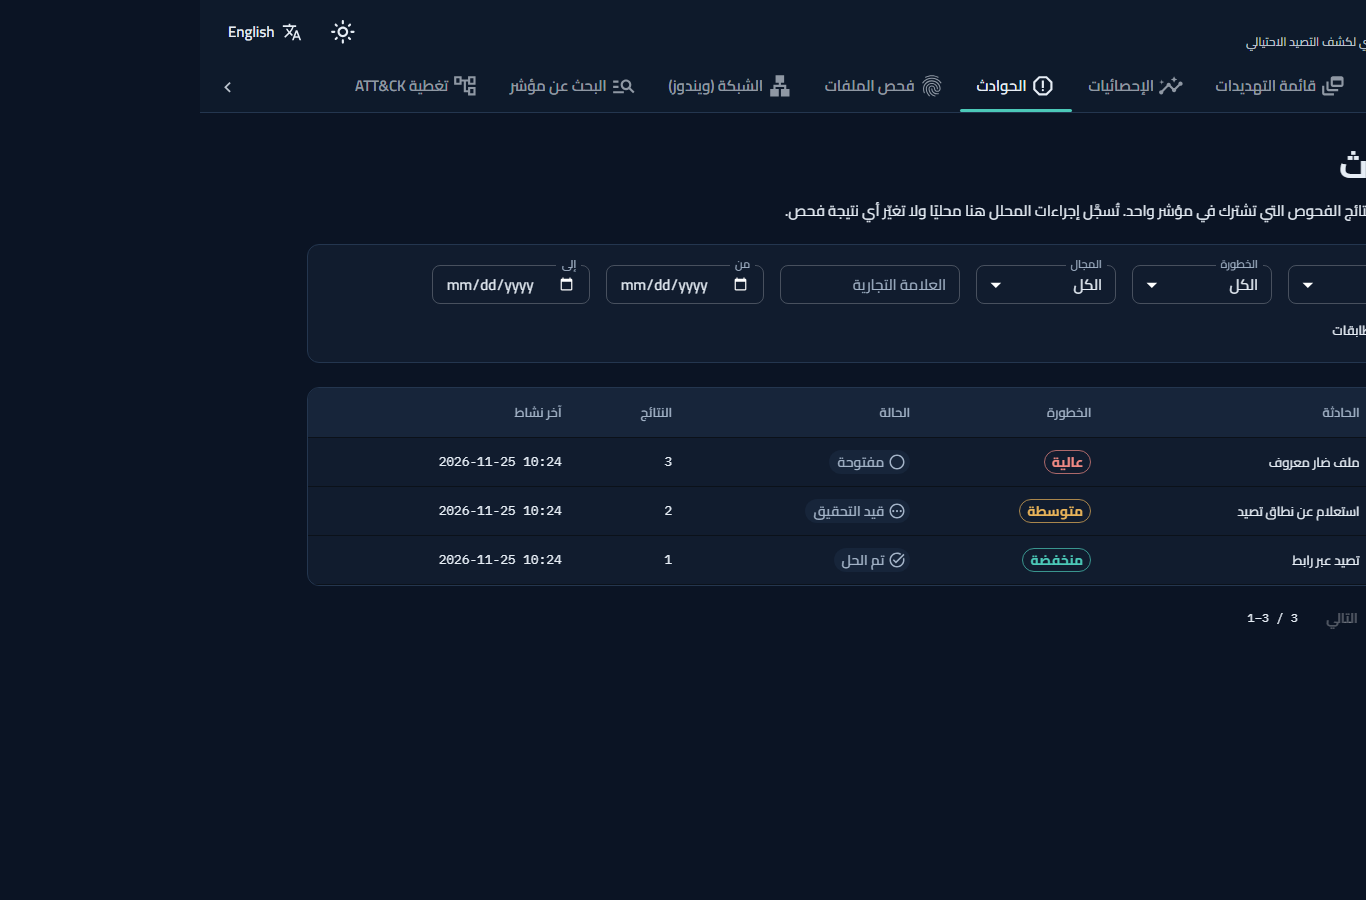 لكشف التصيد الاحتيالي
English
قائمة التهديدات
الإحصائيات
الحوادث
فحص الملفات
الشبكة (ويندوز)
البحث عن مؤشر
تغطية ATT&CK
الفحوص التي تشترك في مؤشر واحد. تُسجَّل إجراءات المحلل هنا محليًا ولا تغيّر أي نتيجة فحص.
الخطورة
الكل
المجال
الكل
العلامة التجارية
من
mm/dd/yyyy
إلى
mm/dd/yyyy
الحادثة الخطورة الحالة النتائج آخر نشاط
ملف ضار معروف عالية مفتوحة 3 2026-11-25 10:24
استعلام عن نطاق تصيد متوسطة قيد التحقيق 2 2026-11-25 10:24
تصيد عبر رابط منخفضة تم الحل 1 2026-11-25 10:24
التالي 1–3 / 3